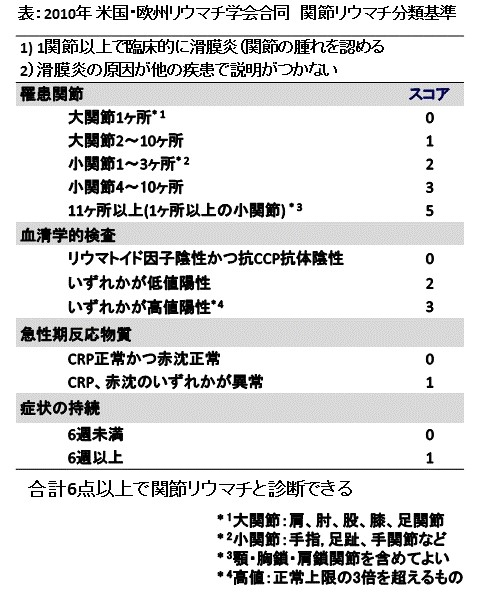 表：2010年 米国・欧州リウマチ学会合同　関節リウマチ分類基準
1) 1関節以上で臨床的に滑膜炎（関節の腫れを認める
2）滑膜炎の原因が他の疾患で説明がつかない
罹患関節 スコア
大関節1ヶ所*1 0
大関節2～10ヶ所 1
小関節1～3ヶ所*2 2
小関節4～10ヶ所 3
11ヶ所以上(1ヶ所以上の小関節) *3 5
血清学的検査
リウマトイド因子陰性かつ抗CCP抗体陰性 0
いずれかが低値陽性 2
いずれかが高値陽性*4 3
急性期反応物質
CRP正常かつ赤沈正常 0
CRP、赤沈のいずれかが異常 1
症状の持続
6週未満 0
6週以上 1
合計6点以上で関節リウマチと診断できる
*1大関節：肩、肘、股、膝、足関節
*2小関節：手指, 足趾、手関節など
*3顎・胸鎖・肩鎖関節を含めてよい
*4高値：正常上限の3倍を超えるもの